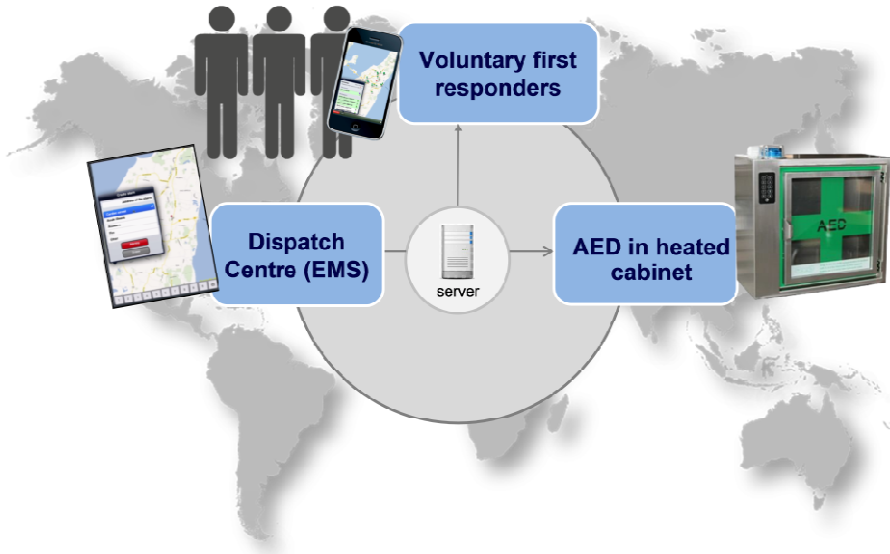 Voluntary first
responders
Dispatch
Centre (EMS)
server
AED in heated
cabinet
AED